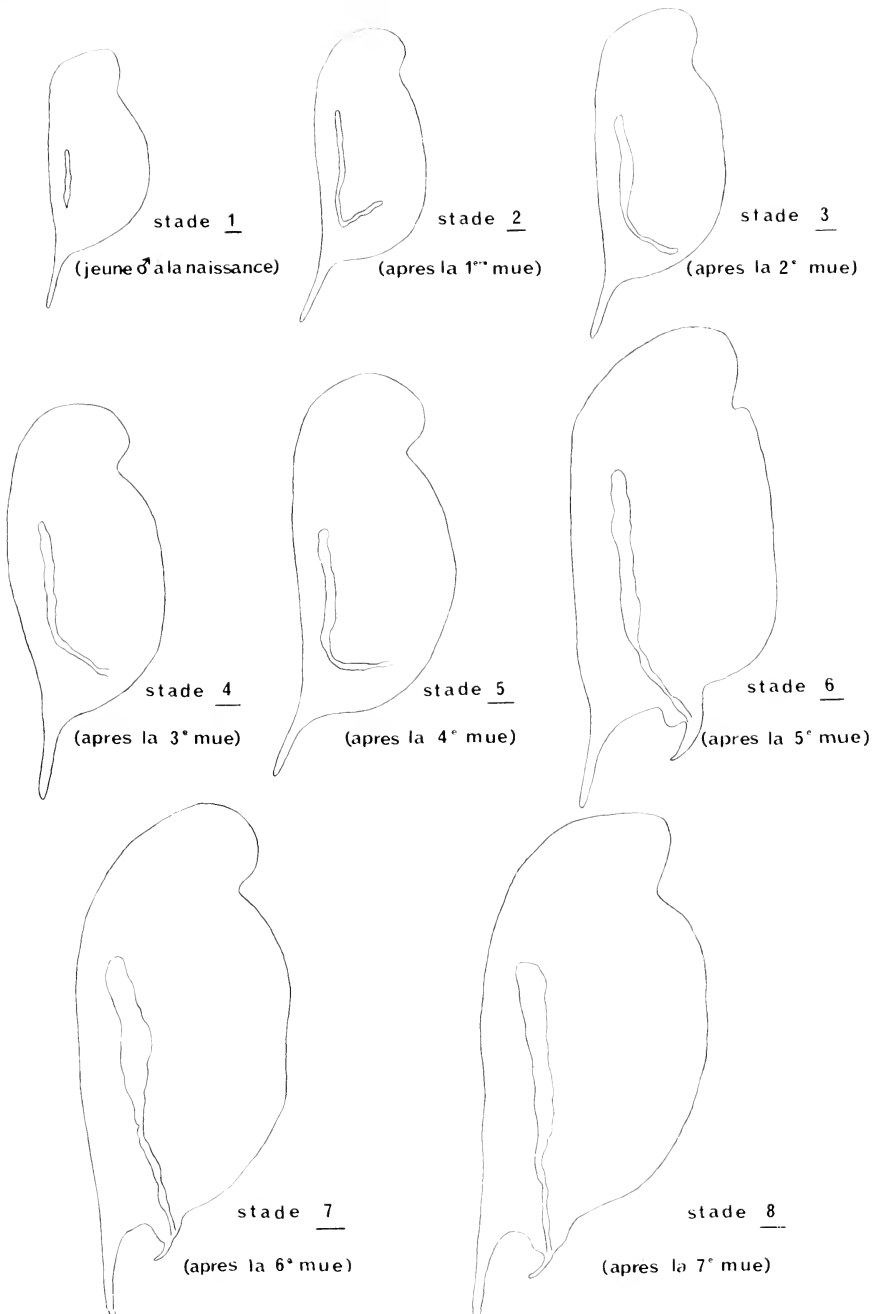 stade 1
(jeune ♂ a la naissance)
stade 2
(apres la 1ère mue)
stade 3
(apres la 2e mue)
stade 4
(apres la 3e mue)
stade 5
(apres la 4e mue)
stade 6
(apres la 5e mue)
stade 7
(apres la 6e mue)
stade 8
(apres la 7e mue)